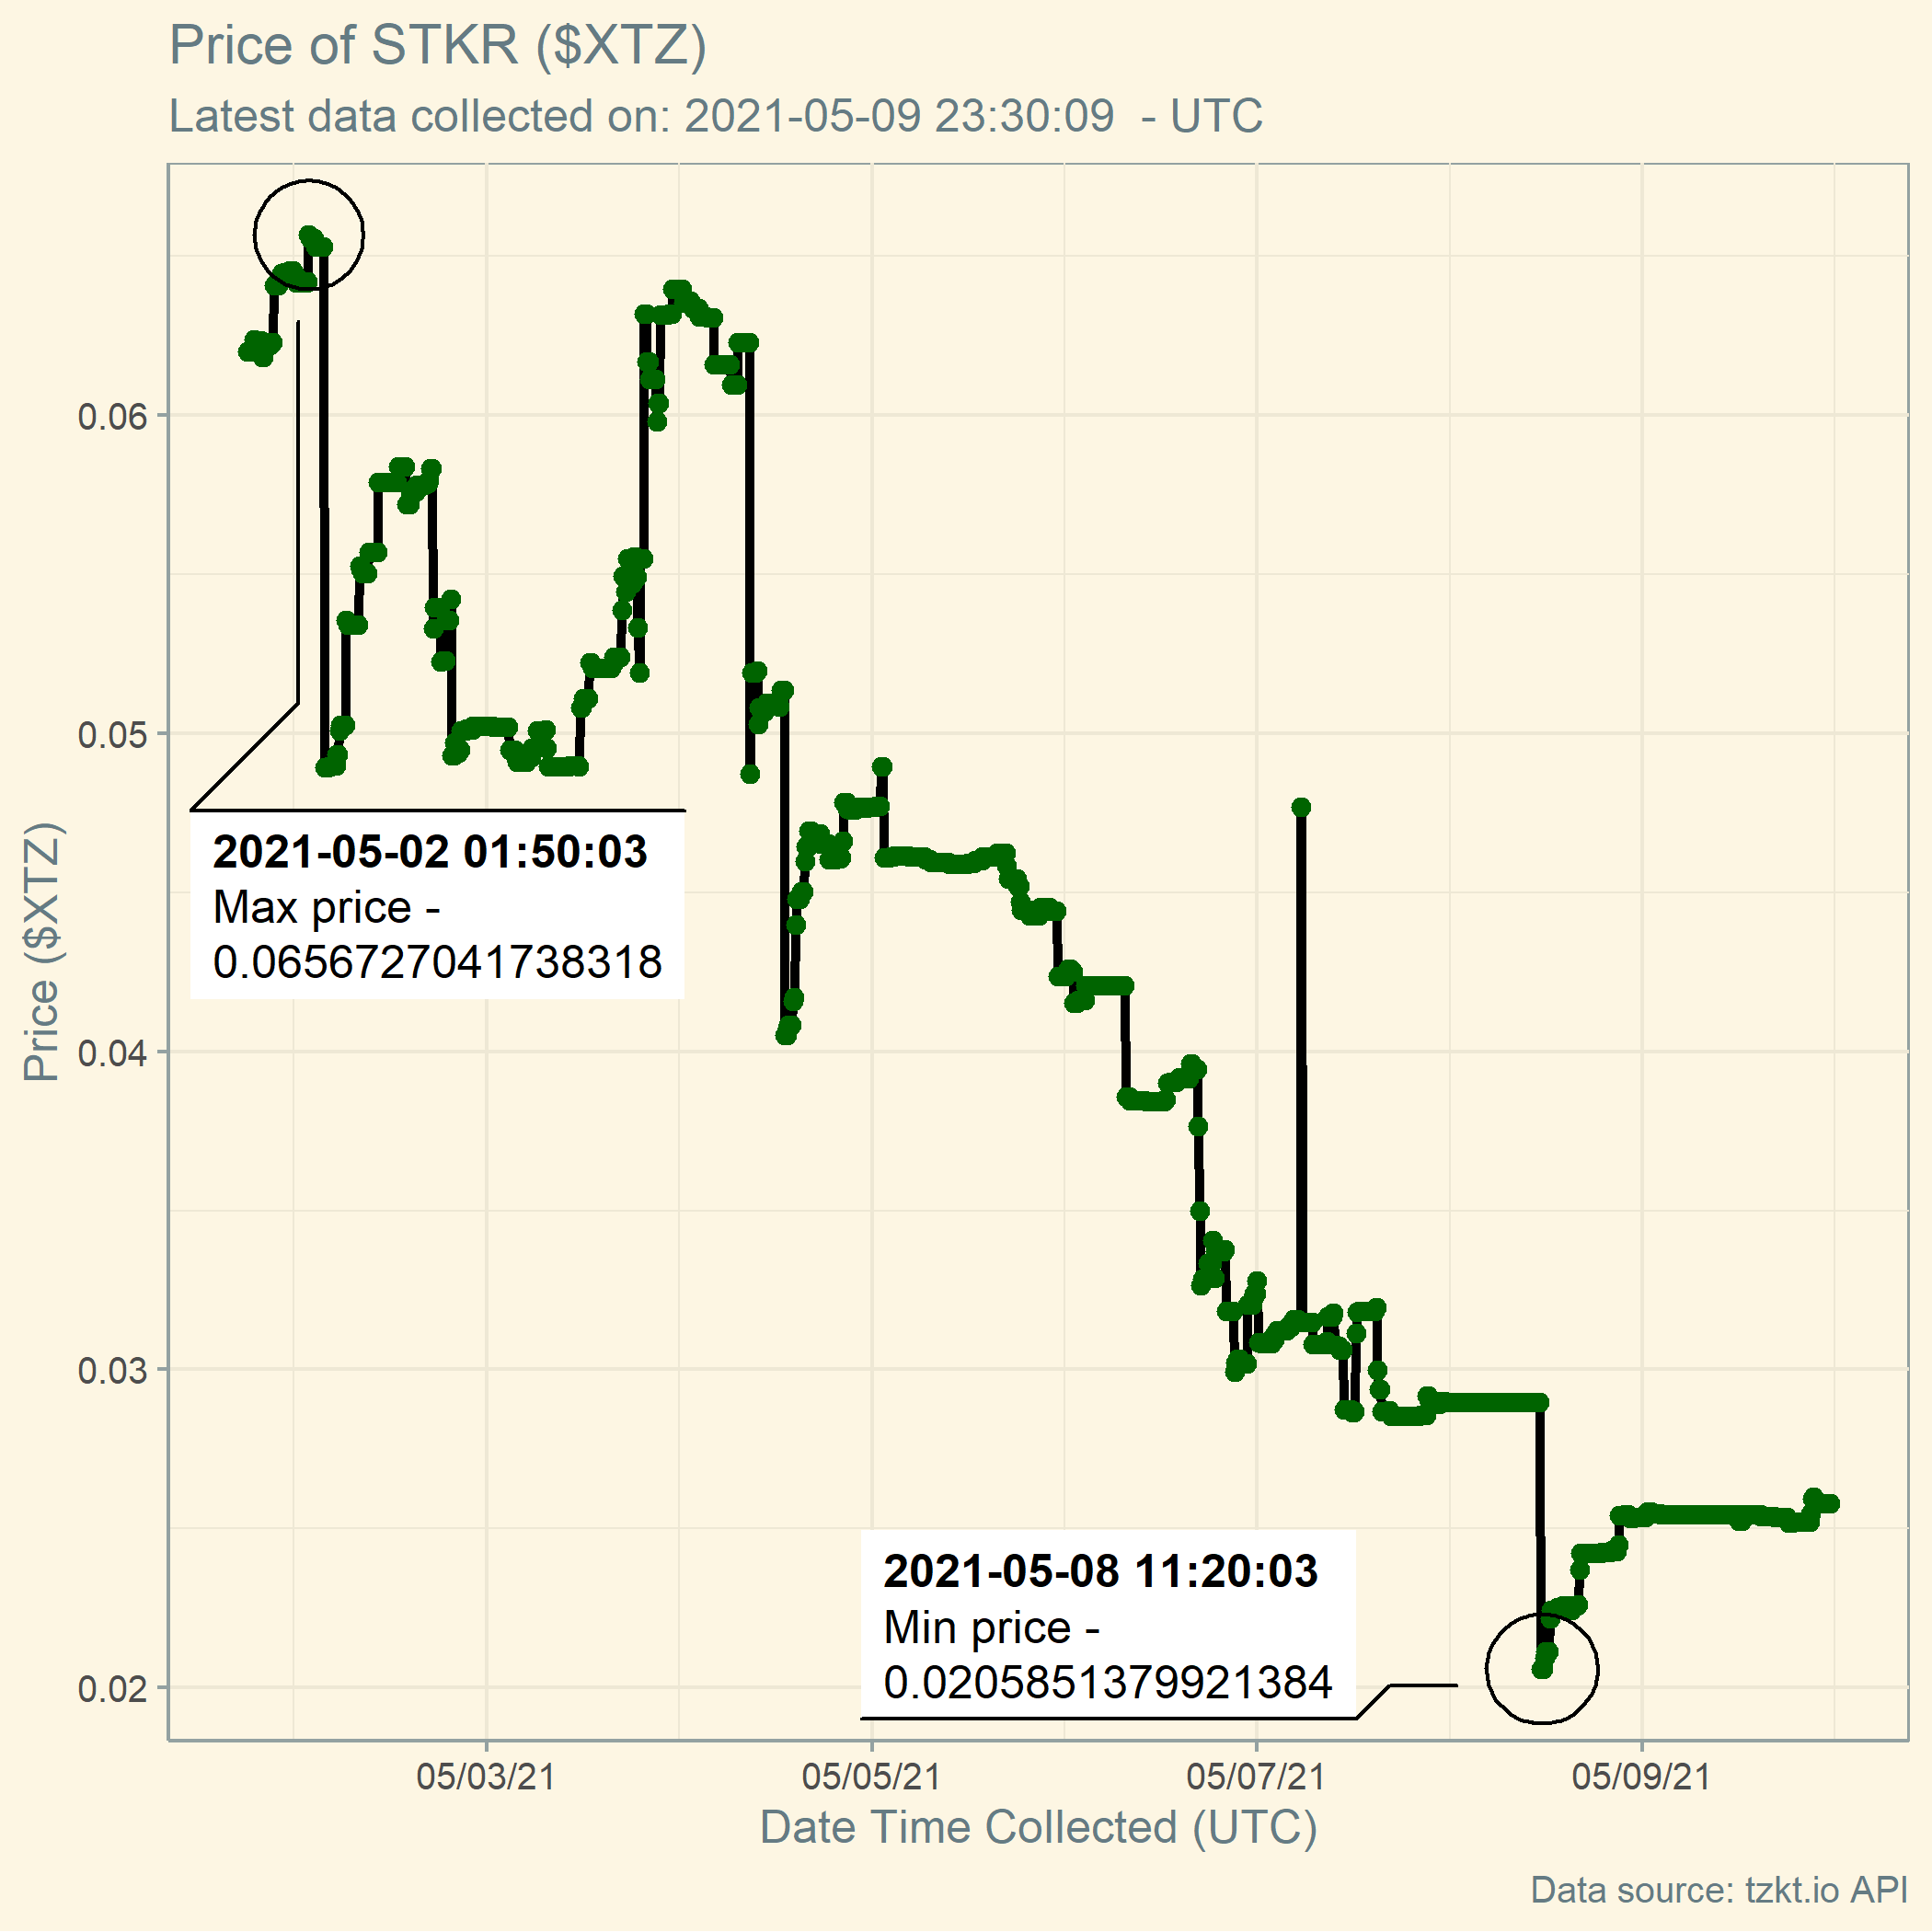 Price of STKR ($XTZ)
Latest data collected on: 2021-05-09 23:30:09  - UTC
Price ($XTZ)
0.06
0.05
0.04
0.03
0.02
2021-05-02 01:50:03
Max price -
0.0656727041738318
2021-05-08 11:20:03
Min price -
0.0205851379921384
05/03/21
05/05/21
05/07/21
05/09/21
Date Time Collected (UTC)
Data source: tzkt.io API